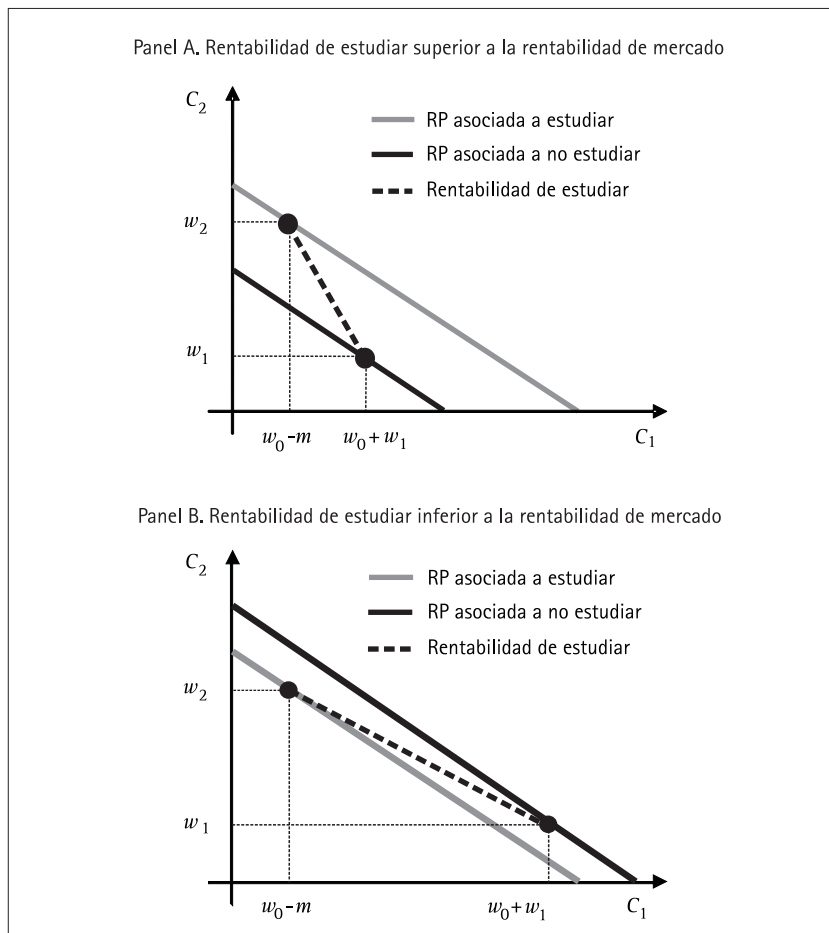 Panel A. Rentabilidad de estudiar superior a la rentabilidad de mercado
C₂
RP asociada a estudiar
RP asociada a no estudiar
Rentabilidad de estudiar
w₂
w₁
w₀-m
w₀+w₁
C₁
Panel B. Rentabilidad de estudiar inferior a la rentabilidad de mercado
C₂
RP asociada a estudiar
RP asociada a no estudiar
Rentabilidad de estudiar
w₂
w₁
w₀-m
w₀+w₁
C₁